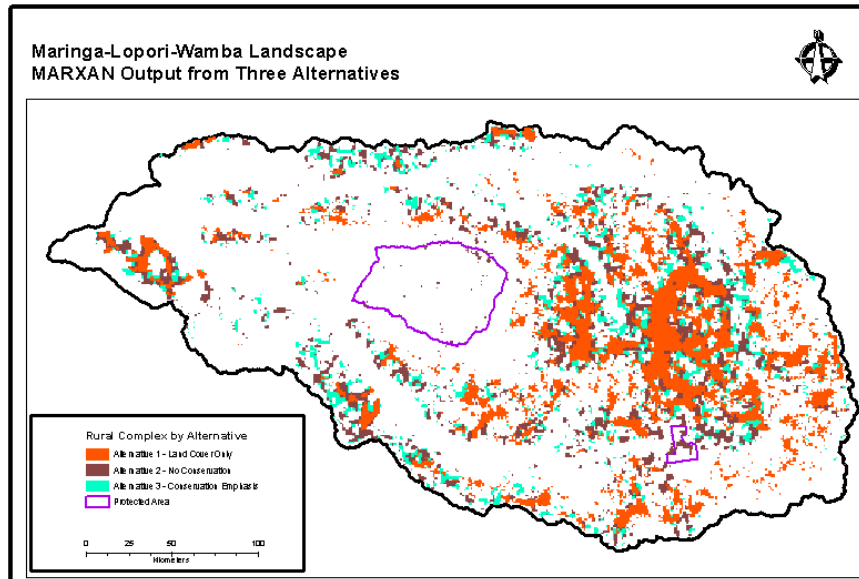 Maringa-Lopori-Wamba Landscape
MARXAN Output from Three Alternatives
Rural Complex by Alternative
Alternative 1 - Land Cover Only
Alternative 2 - No Conservation
Alternative 3 - Conservation Emphasis
Protected Area
0 25 50 100
Kilometers